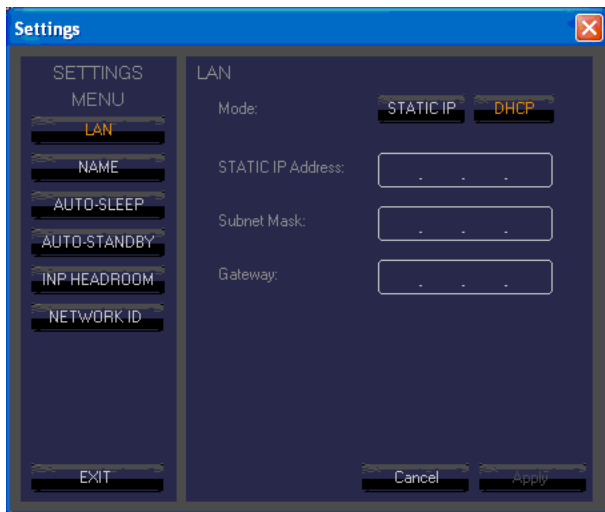 Settings
SETTINGS
MENU
LAN
NAME
AUTO-SLEEP
AUTO-STANDBY
INP HEADROOM
NETWORK ID
EXIT
LAN
Mode:
STATIC IP
DHCP
STATIC IP Address:
. . .
Subnet Mask:
. . .
Gateway:
. . .
Cancel
Apply